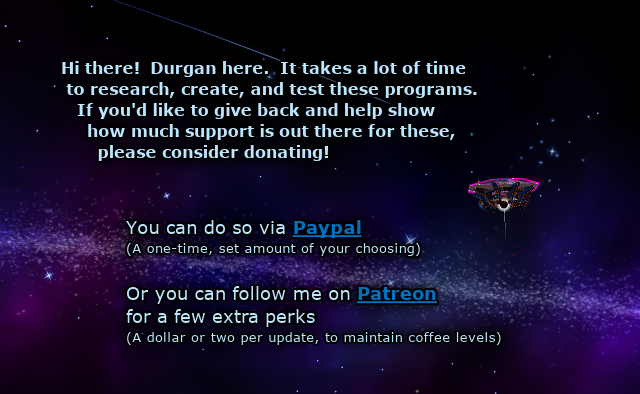 Hi there!  Durgan here.  It takes a lot of time
to research, create, and test these programs.
If you'd like to give back and help show
how much support is out there for these,
please consider donating!
You can do so via Paypal
(A one-time, set amount of your choosing)
Or you can follow me on Patreon
for a few extra perks
(A dollar or two per update, to maintain coffee levels)